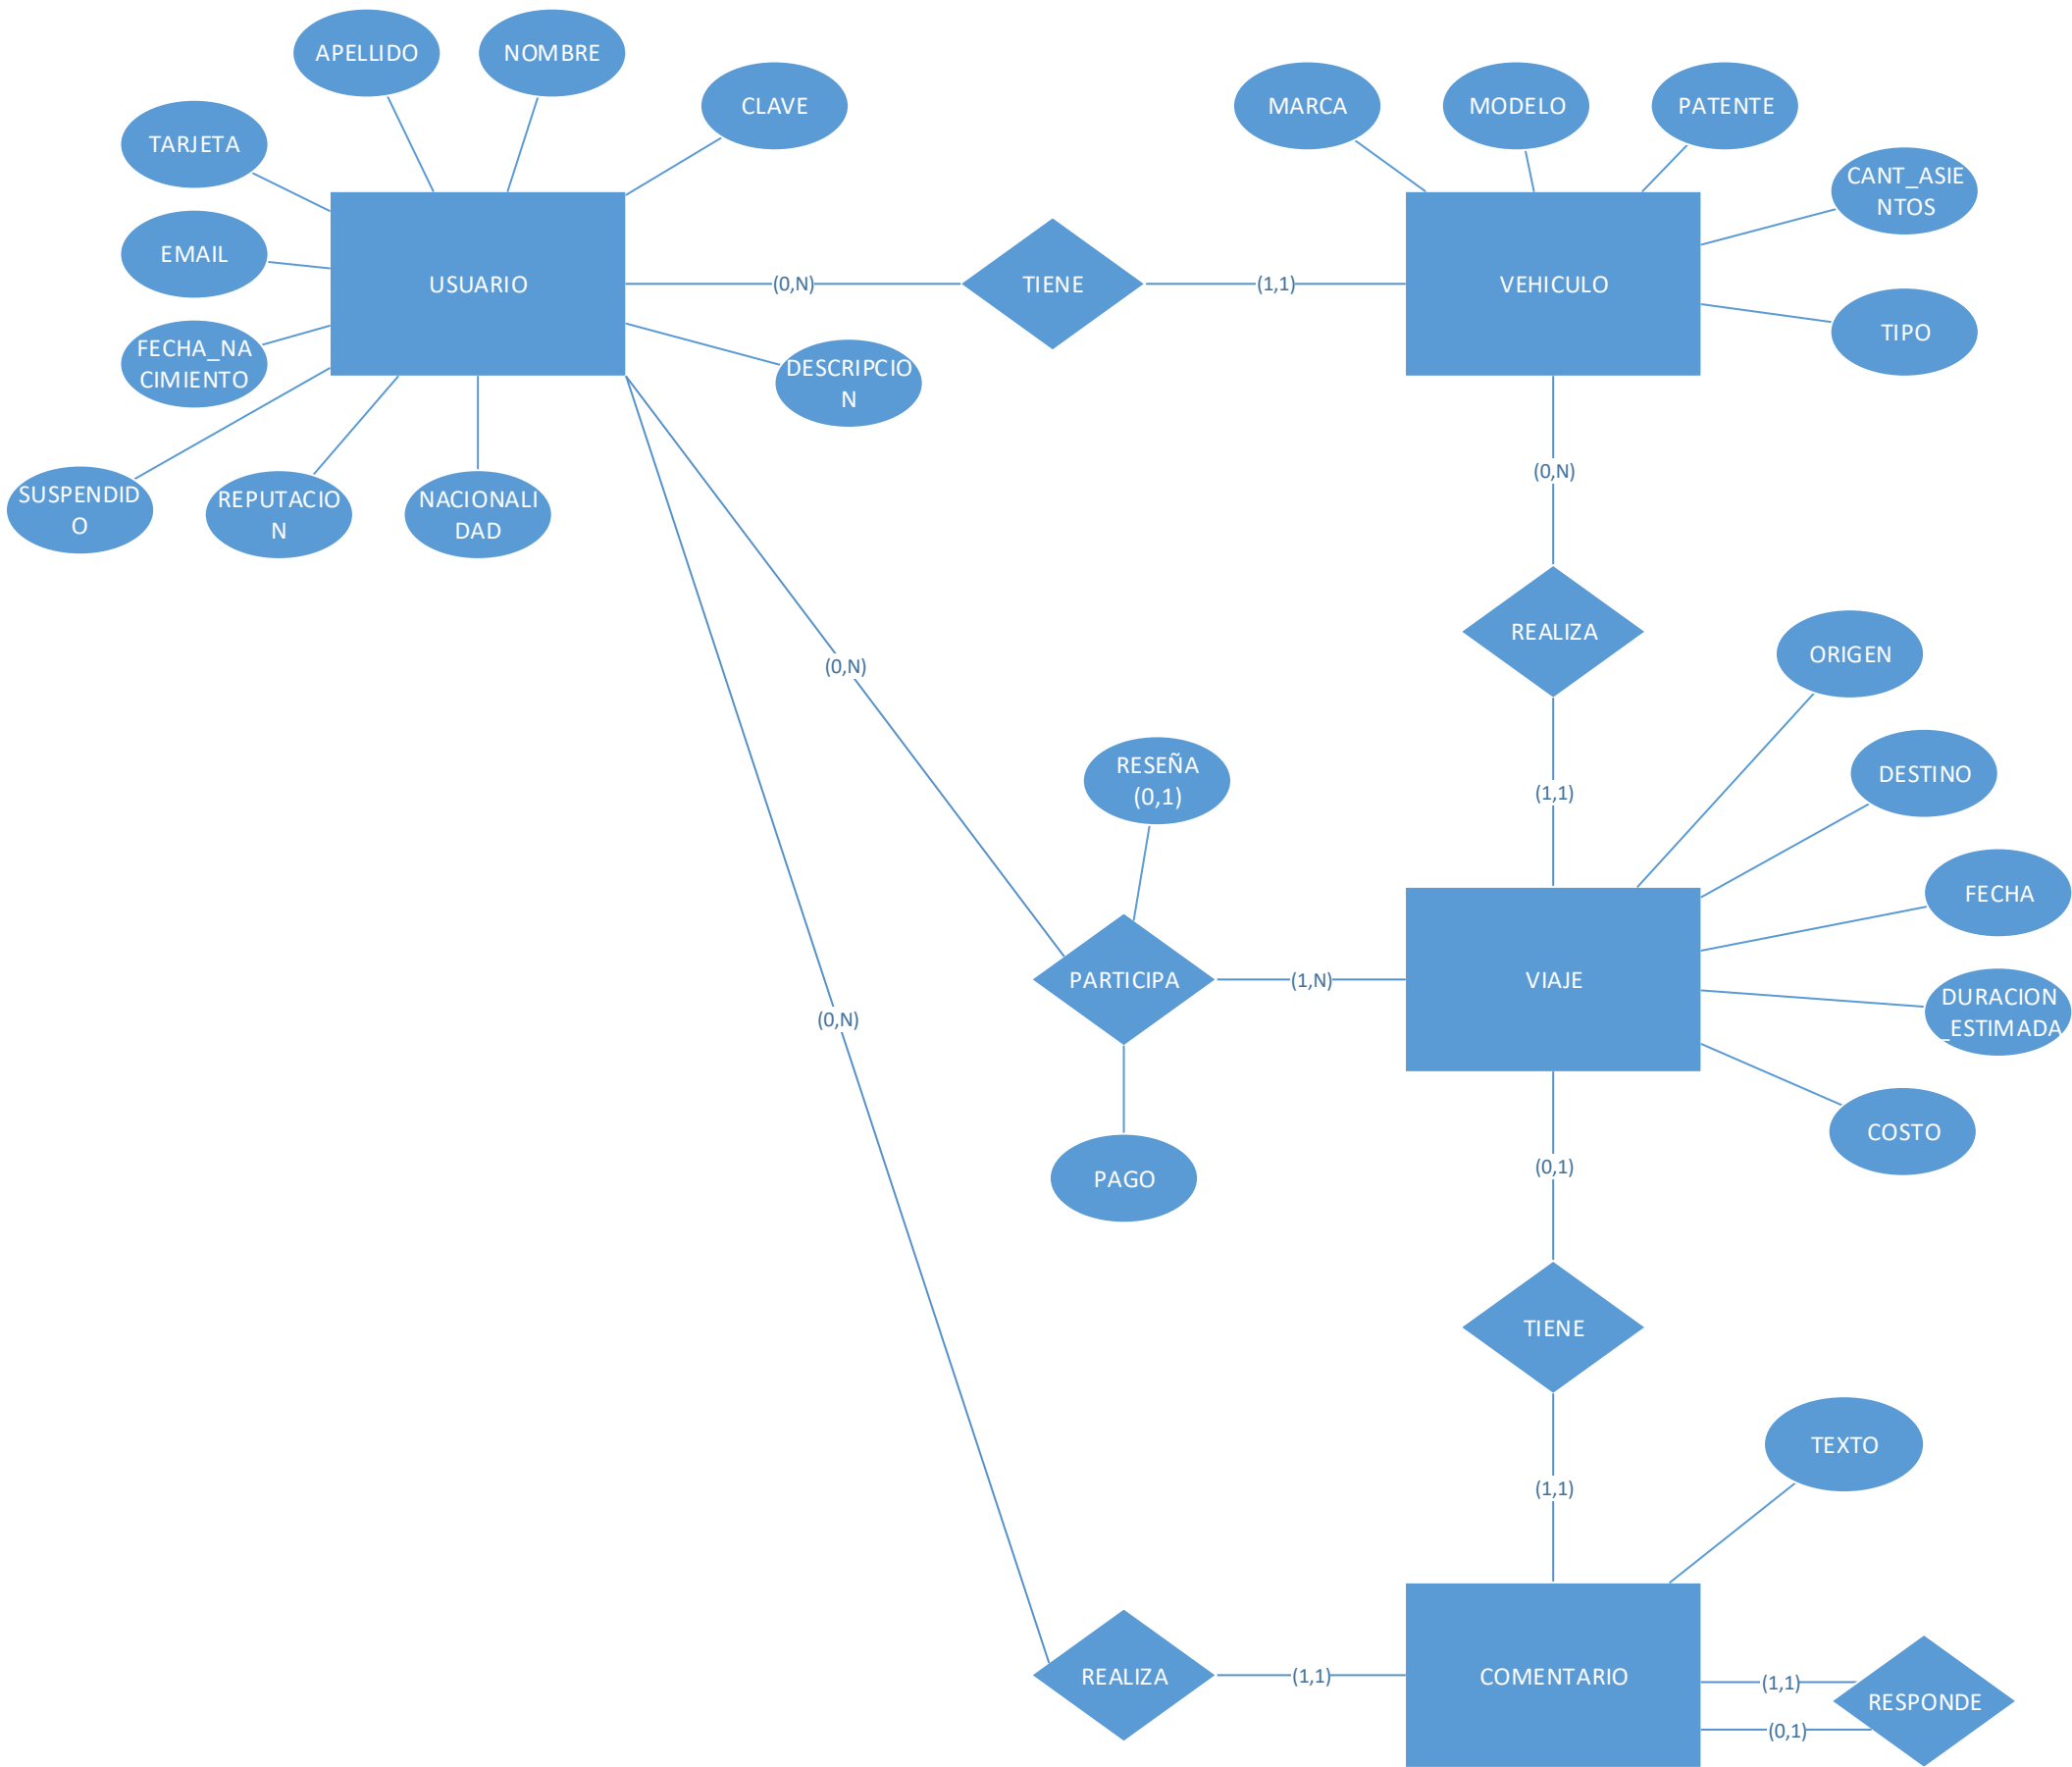 APELLIDO
NOMBRE
CLAVE
MARCA
MODELO
PATENTE
TARJETA
CANT_ASIE
NTOS
EMAIL
USUARIO
(0,N)
TIENE
(1,1)
VEHICULO
TIPO
FECHA_NA
CIMIENTO
DESCRIPCIO
N
SUSPENDID
O
REPUTACIO
N
NACIONALI
DAD
(0,N)
REALIZA
ORIGEN
(0,N)
RESEÑA
(0,1)
(1,1)
DESTINO
FECHA
PARTICIPA
(1,N)
VIAJE
DURACION
_ESTIMADA
(0,N)
COSTO
PAGO
(0,1)
TIENE
TEXTO
(1,1)
REALIZA
(1,1)
COMENTARIO
(1,1)
RESPONDE
(0,1)